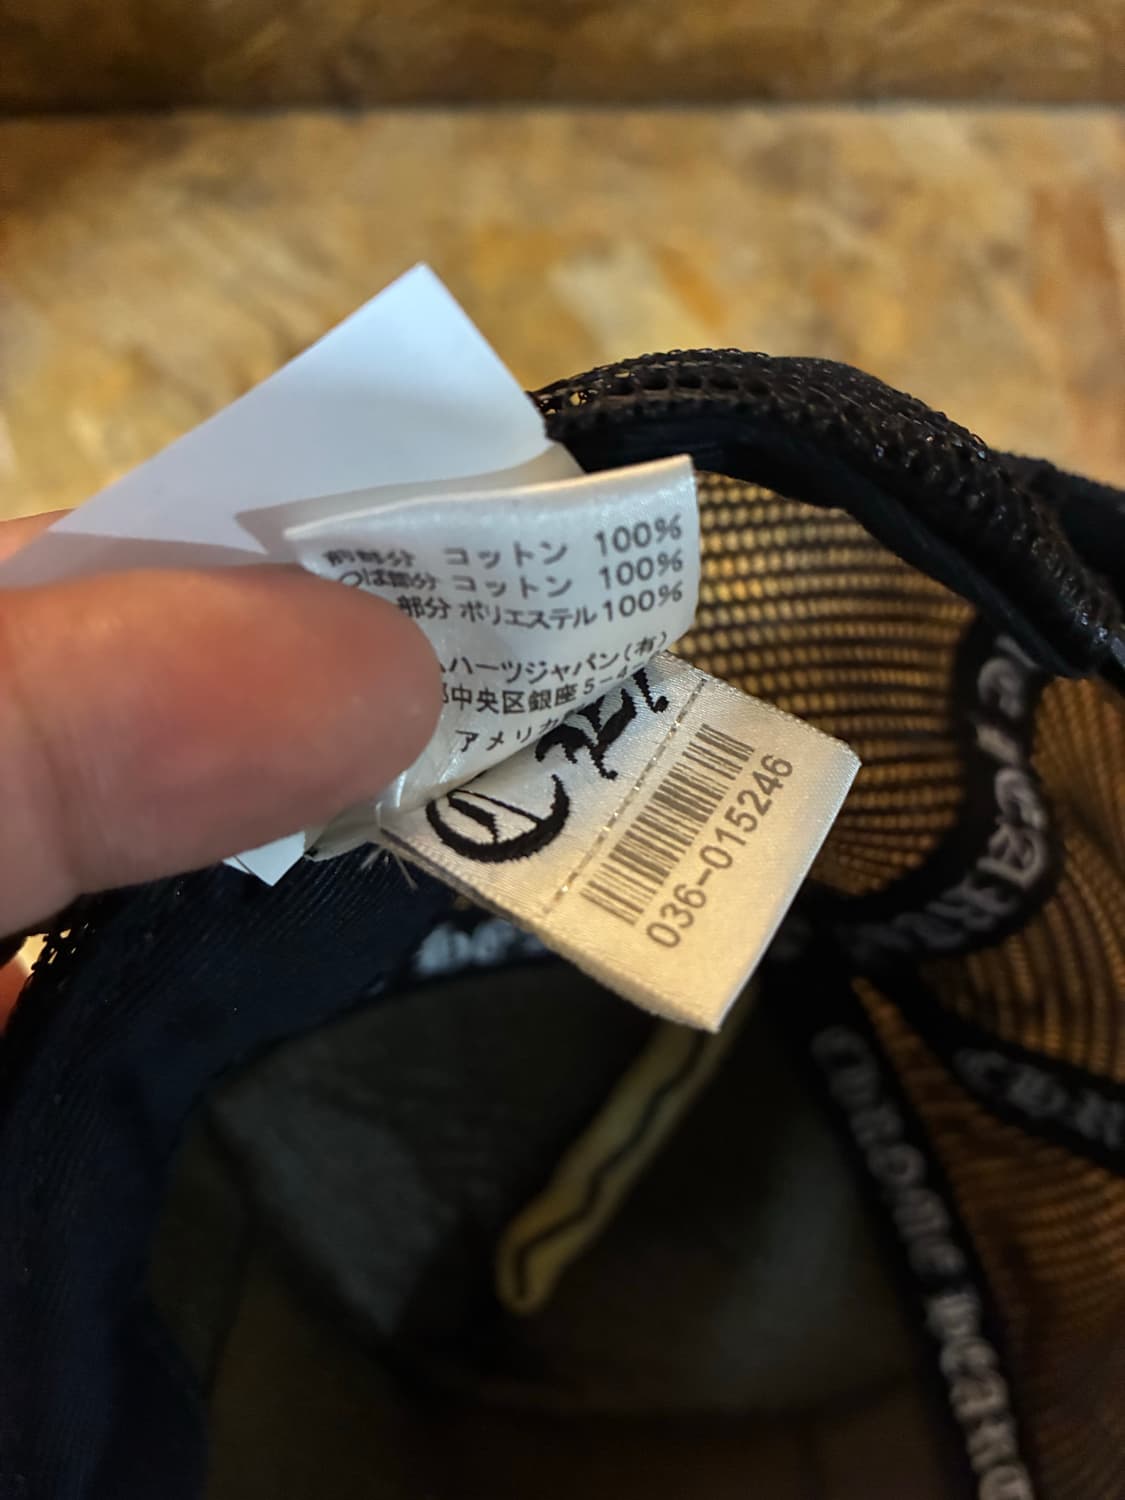 前部分 コットン 100%
つば部分 コットン 100%
部分 ポリエステル 100%
ハーツジャパン(有)
中央区銀座5-4
アメリカ
036-015246
Chrome Hearts